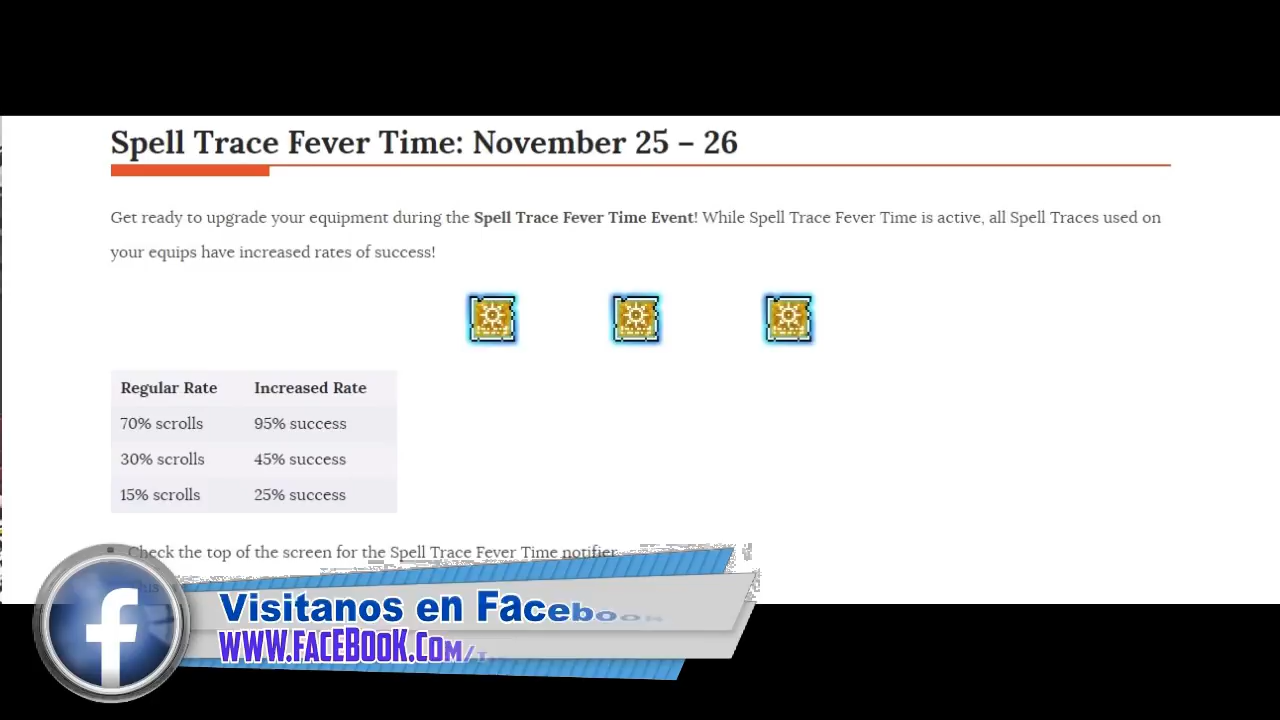 Spell Trace Fever Time: November 25 – 26
Get ready to upgrade your equipment during the Spell Trace Fever Time Event! While Spell Trace Fever Time is active, all Spell Traces used on
your equips have increased rates of success!
Regular Rate Increased Rate
70% scrolls 95% success
30% scrolls 45% success
15% scrolls 25% success
Check the top of the screen for the Spell Trace Fever Time notifier
This
Visitanos en Facebook
WWW.FACEBOOK.COM/